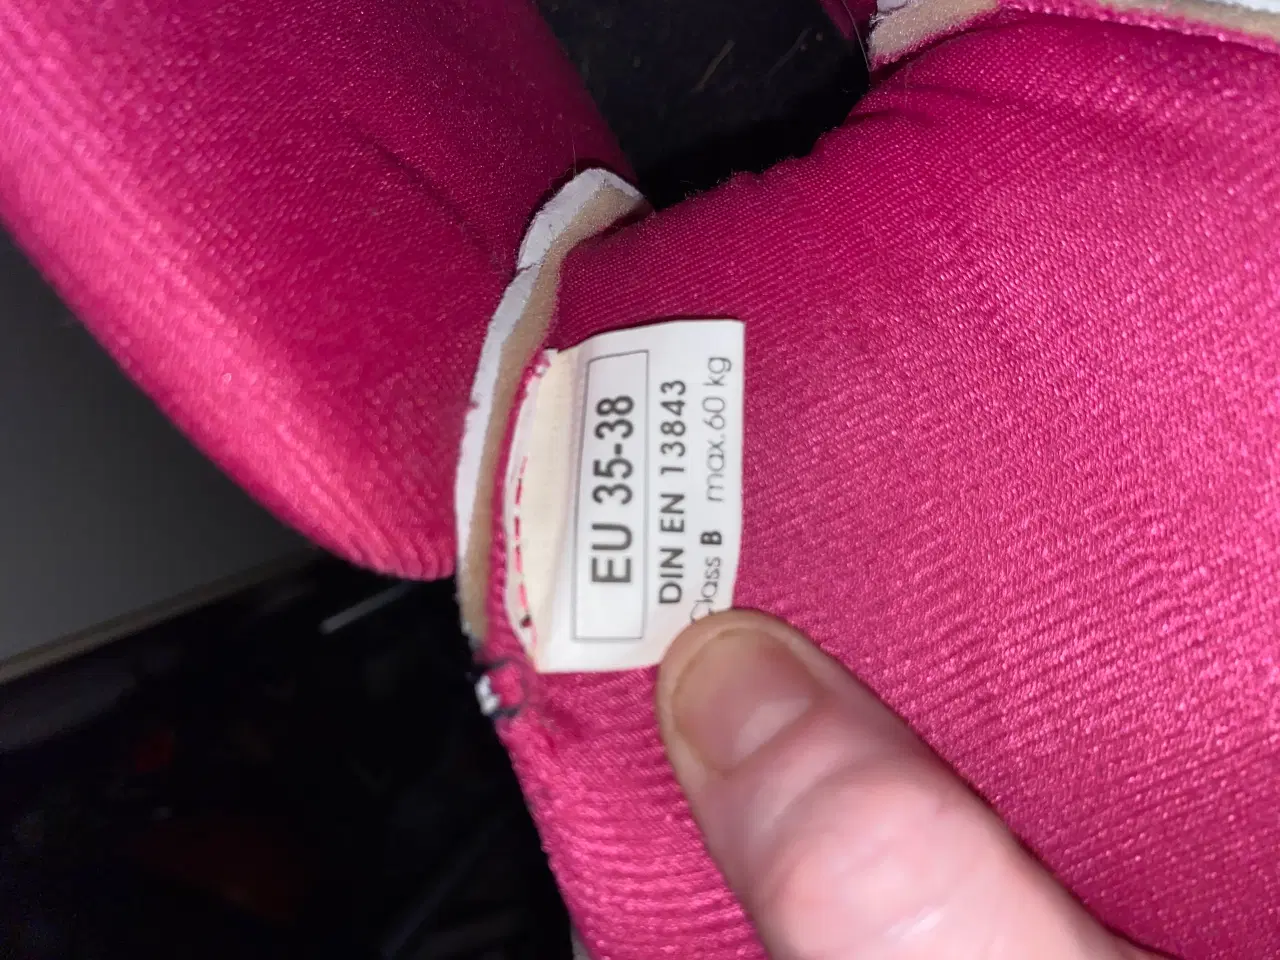 EU 35-38
DIN EN 13843
Class B max.60 kg